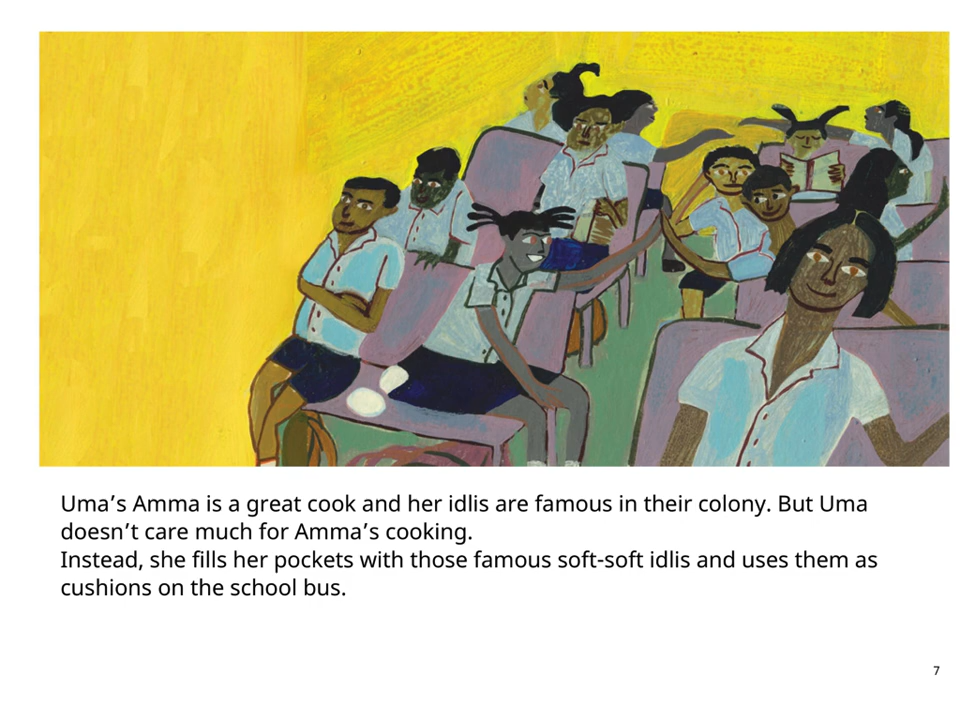 Uma’s Amma is a great cook and her idlis are famous in their colony. But Uma
doesn’t care much for Amma’s cooking.
Instead, she fills her pockets with those famous soft-soft idlis and uses them as
cushions on the school bus.
7